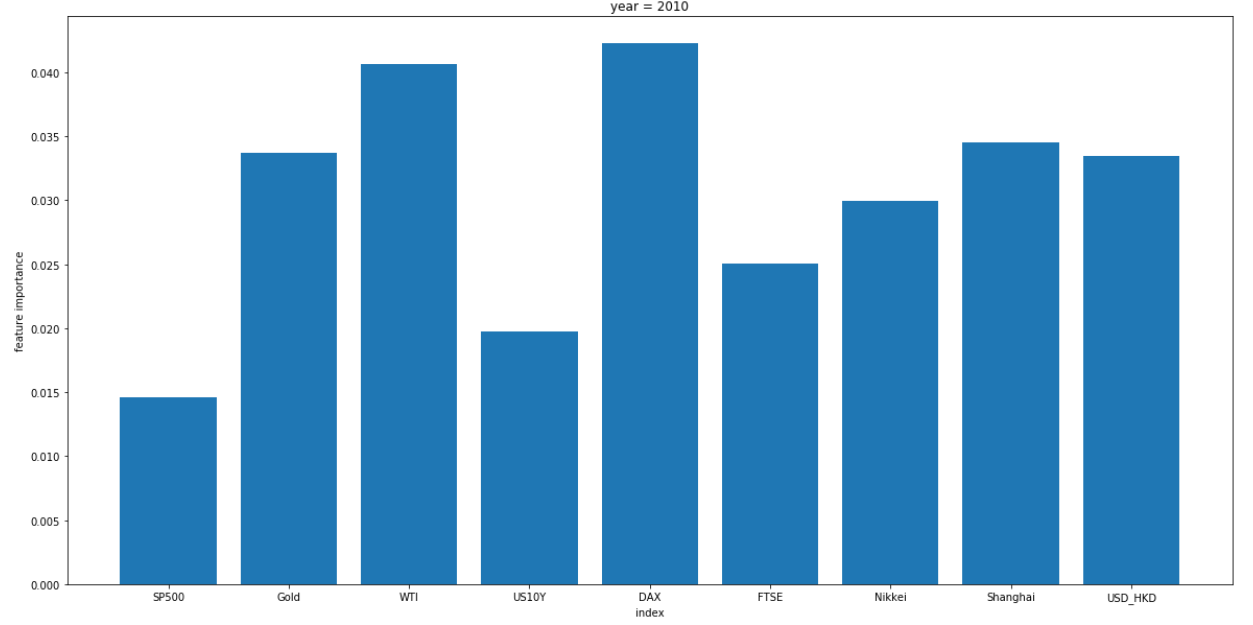 year = 2010
0.040
0.035
0.030
0.025
0.020
0.015
0.010
0.005
0.000
feature importance
SP500 Gold WTI US10Y DAX FTSE Nikkei Shanghai USD_HKD
index